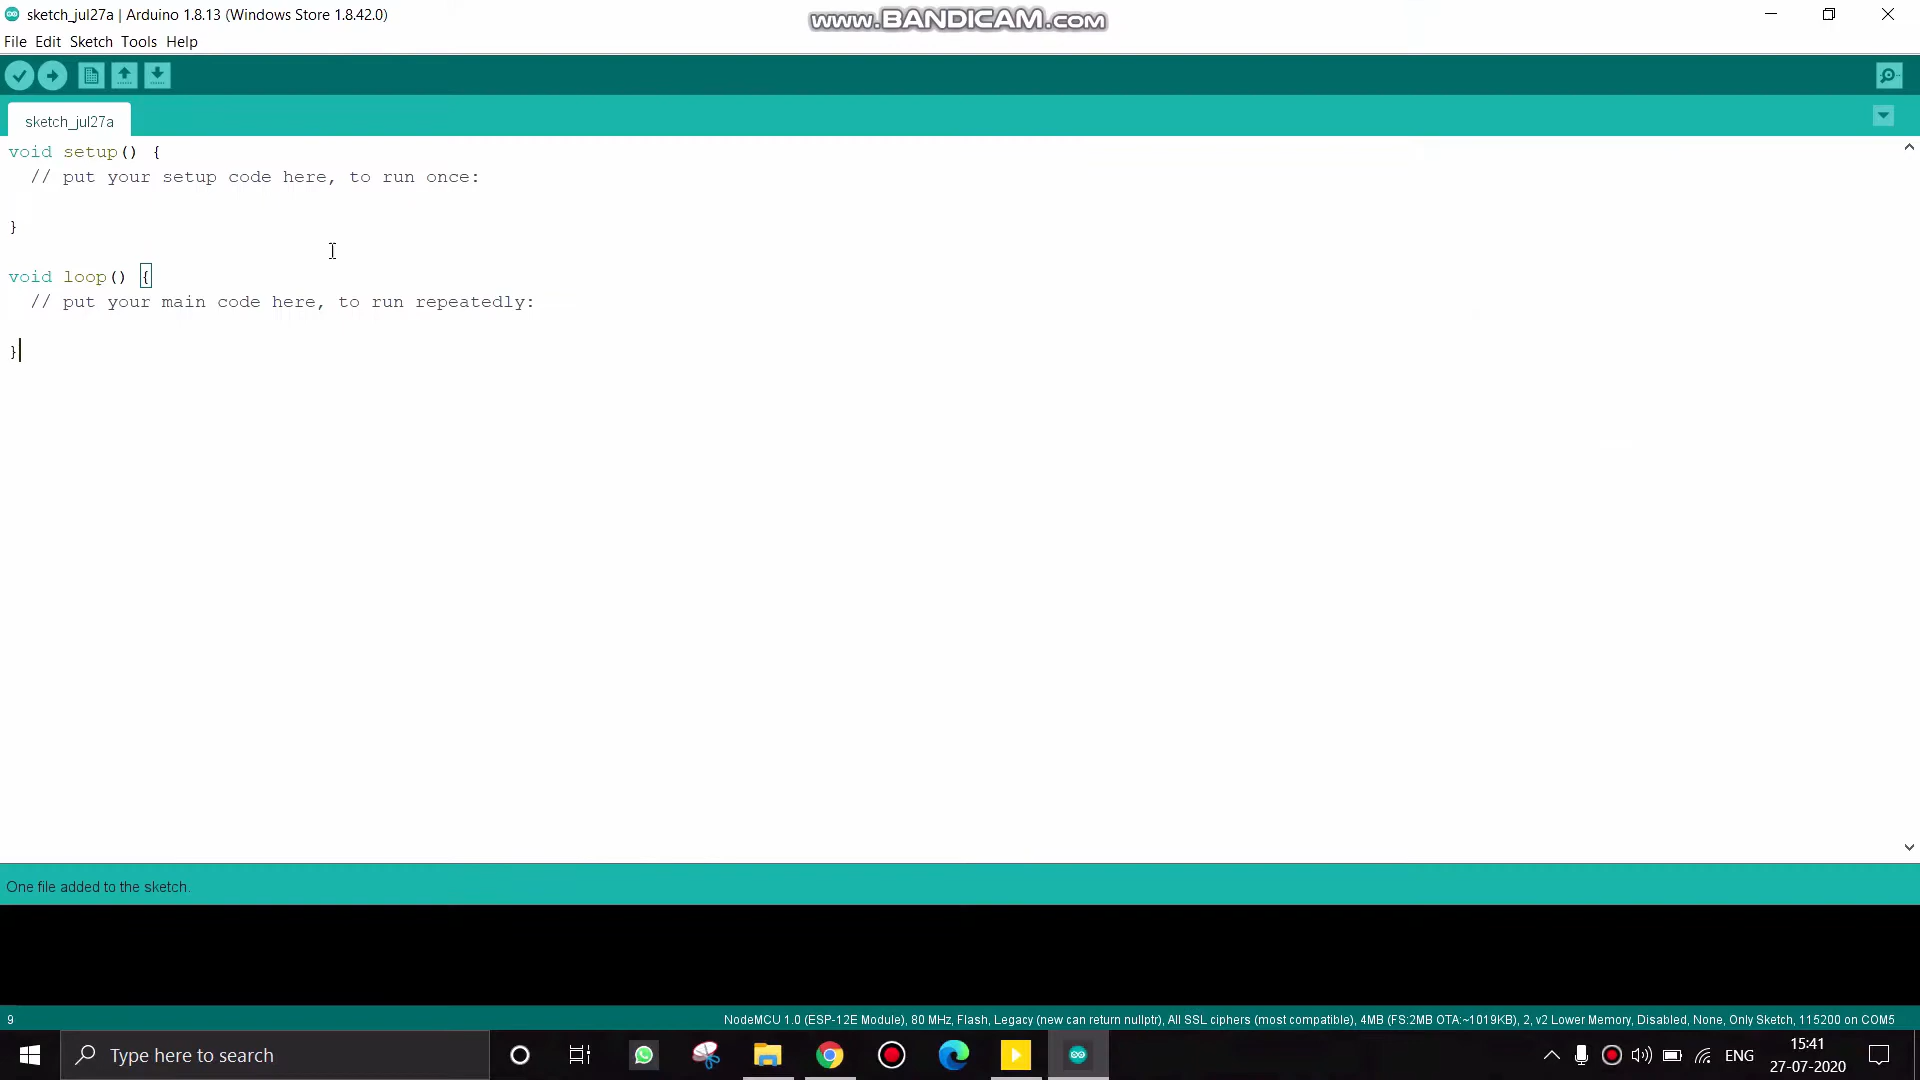 sketch_jul27a | Arduino 1.8.13 (Windows Store 1.8.42.0)
www.BANDICAM.com
File Edit Sketch Tools Help
sketch_jul27a
void setup() {
// put your setup code here, to run once:
}
void loop() {
// put your main code here, to run repeatedly:
}
One file added to the sketch.
9
NodeMCU 1.0 (ESP-12E Module), 80 MHz, Flash, Legacy (new can return nullptr), All SSL ciphers (most compatible), 4MB (FS:2MB OTA:~1019KB), 2, v2 Lower Memory, Disabled, None, Only Sketch, 115200 on COM5
Type here to search
ENG
15:41
27-07-2020